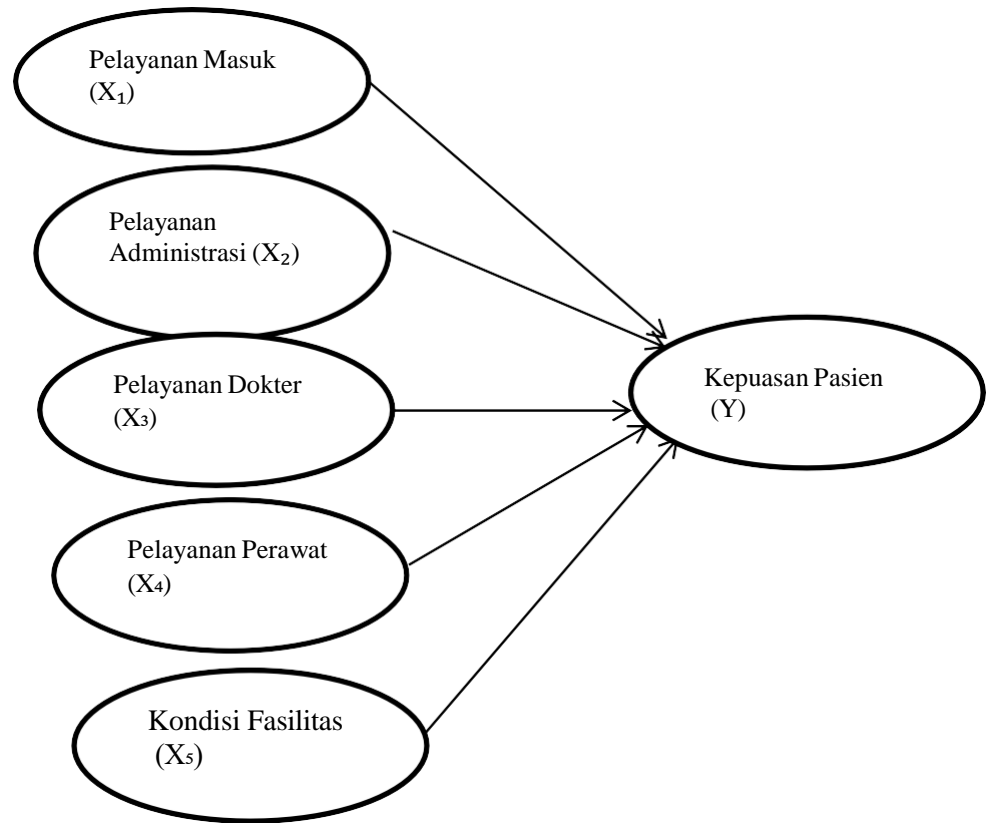 Pelayanan Masuk
(X₁)
Pelayanan
Administrasi (X₂)
Pelayanan Dokter
(X₃)
Kepuasan Pasien
(Y)
Pelayanan Perawat
(X₄)
Kondisi Fasilitas
(X₅)